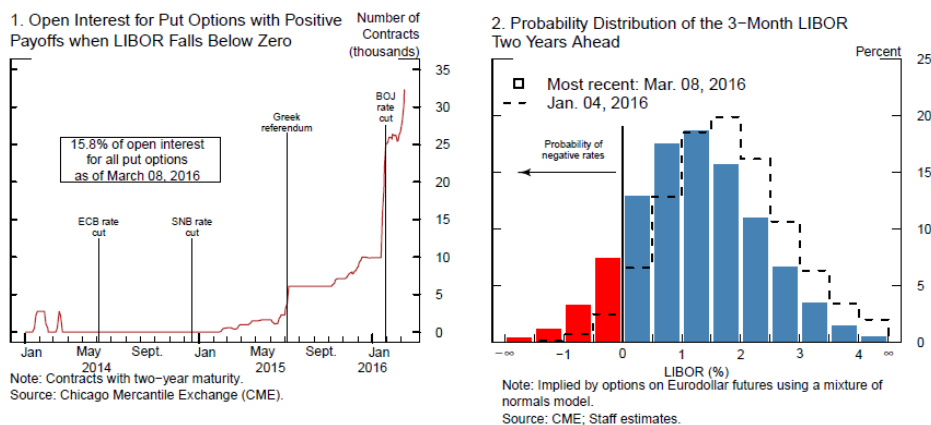 1. Open Interest for Put Options with Positive
Payoffs when LIBOR Falls Below Zero
Number of
Contracts
(thousands)
35
30
25
20
15
10
5
0
15.8% of open interest
for all put options
as of March 08, 2016
ECB rate
cut
SNB rate
cut
Greek
referendum
BOJ
rate
cut
Jan May Sept. Jan May Sept. Jan
2014 2015 2016
Note: Contracts with two-year maturity.
Source: Chicago Mercantile Exchange (CME).
2. Probability Distribution of the 3−Month LIBOR
Two Years Ahead
Percent
25
20
15
10
5
0
Most recent: Mar. 08, 2016
Jan. 04, 2016
Probability of
negative rates
−∞ −1 0 1 2 3 4 ∞
LIBOR (%)
Note: Implied by options on Eurodollar futures using a mixture of
normals model.
Source: CME; Staff estimates.